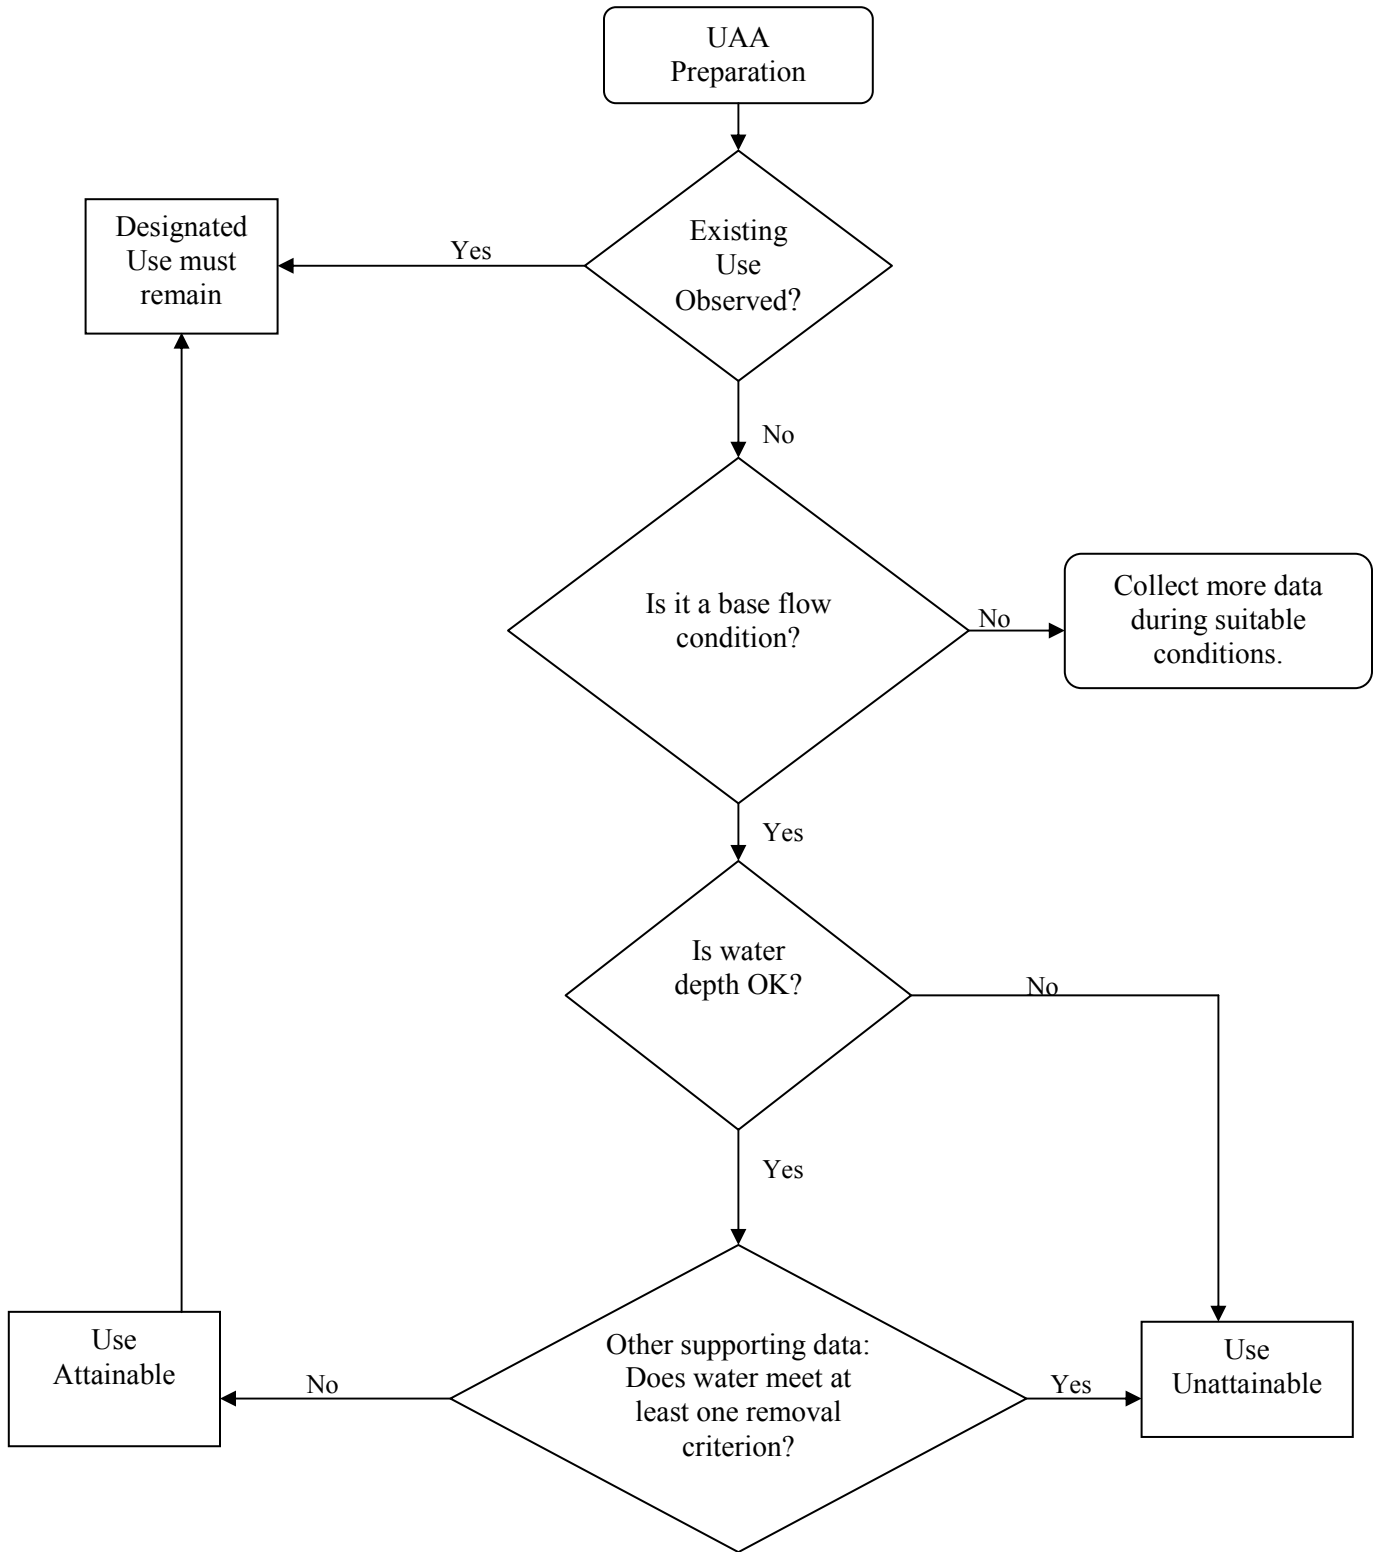 UAA
Preparation
Existing
Use
Observed?
Yes
Designated
Use must
remain
No
Is it a base flow
condition?
No
Collect more data
during suitable
conditions.
Yes
Is water
depth OK?
No
Yes
Other supporting data:
Does water meet at
least one removal
criterion?
No
Use
Attainable
Yes
Use
Unattainable